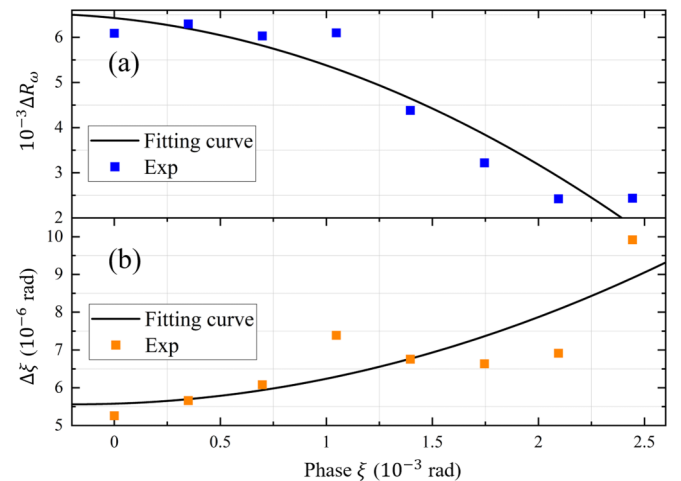 6
(a)
10⁻³ΔR_ω
4
3
2
Fitting curve
Exp
10
(b)
9
8
7
6
5
Δξ (10⁻⁶ rad)
Fitting curve
Exp
0 0.5 1 1.5 2 2.5
Phase ξ (10⁻³ rad)